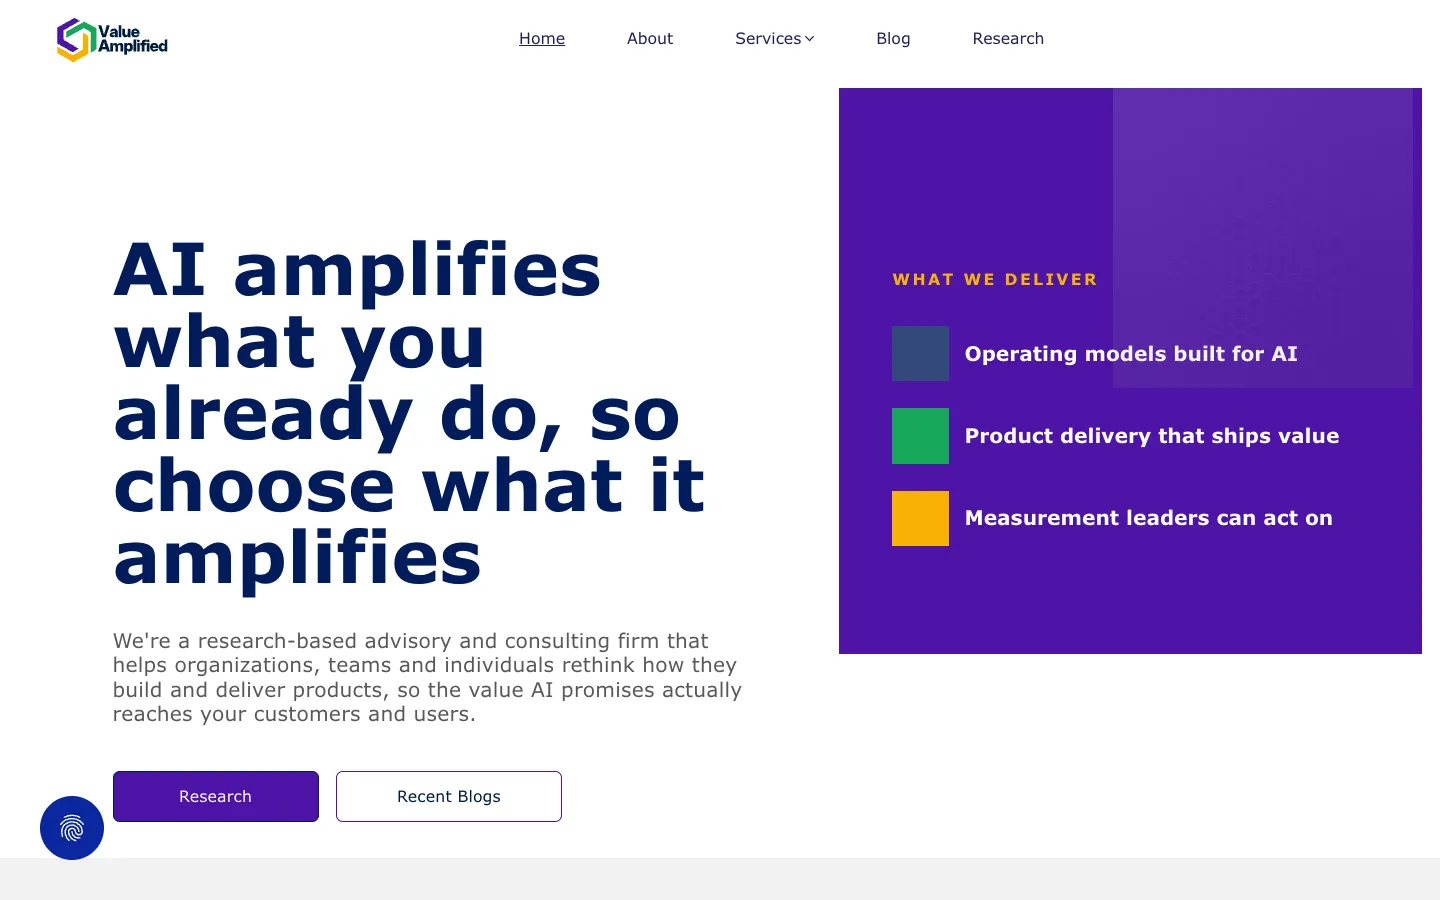 Value
Amplified
Home
About
Services
Blog
Research
AI amplifies
what you
already do, so
choose what it
amplifies
We're a research-based advisory and consulting firm that
helps organizations, teams and individuals rethink how they
build and deliver products, so the value AI promises actually
reaches your customers and users.
Research
Recent Blogs
WHAT WE DELIVER
Operating models built for AI
Product delivery that ships value
Measurement leaders can act on